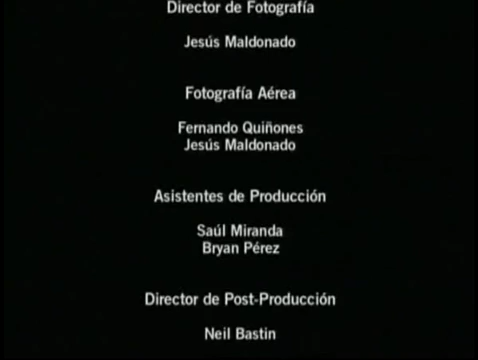 Director de Fotografía
Jesús Maldonado
Fotografía Aérea
Fernando Quiñones
Jesús Maldonado
Asistentes de Producción
Saúl Miranda
Bryan Pérez
Director de Post-Producción
Neil Bastin